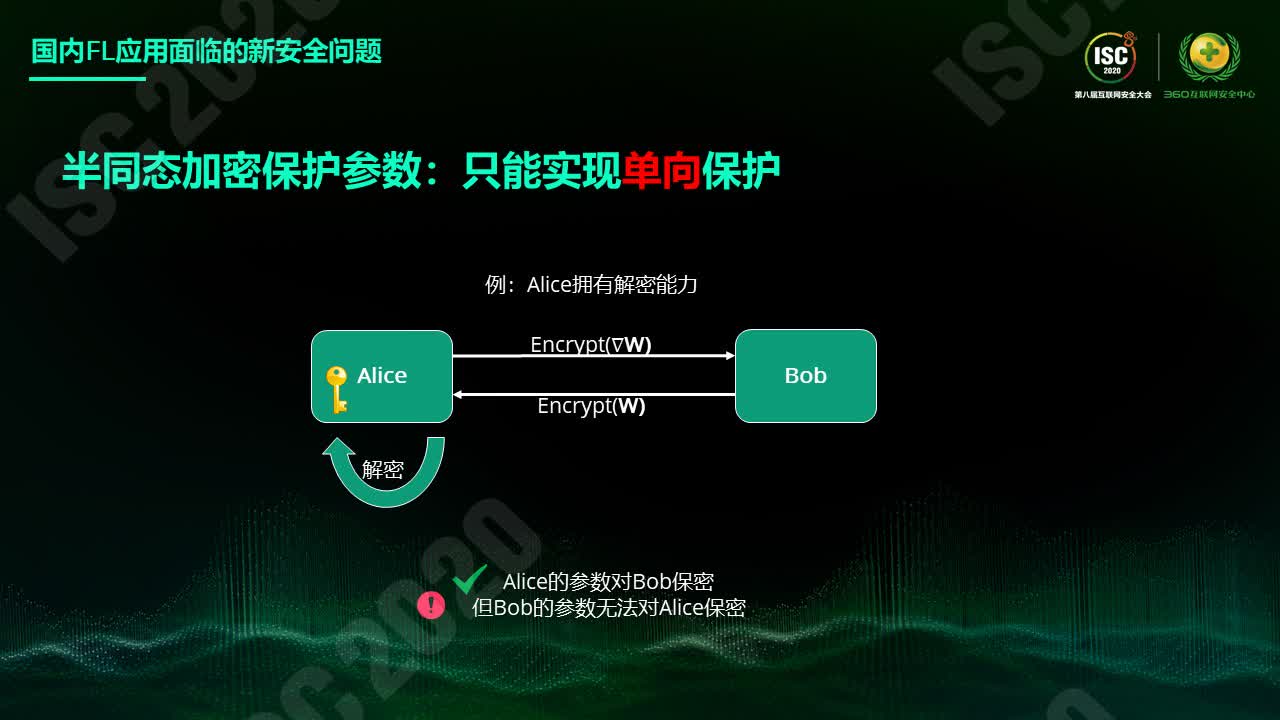 国内FL应用面临的新安全问题
ISC
2020
第八届互联网安全大会
360互联网安全中心
半同态加密保护参数：只能实现单向保护
例：Alice拥有解密能力
Encrypt(∇W)
Alice
Bob
Encrypt(W)
解密
Alice的参数对Bob保密
但Bob的参数无法对Alice保密
ISC2020
ISC2020
ISC2020